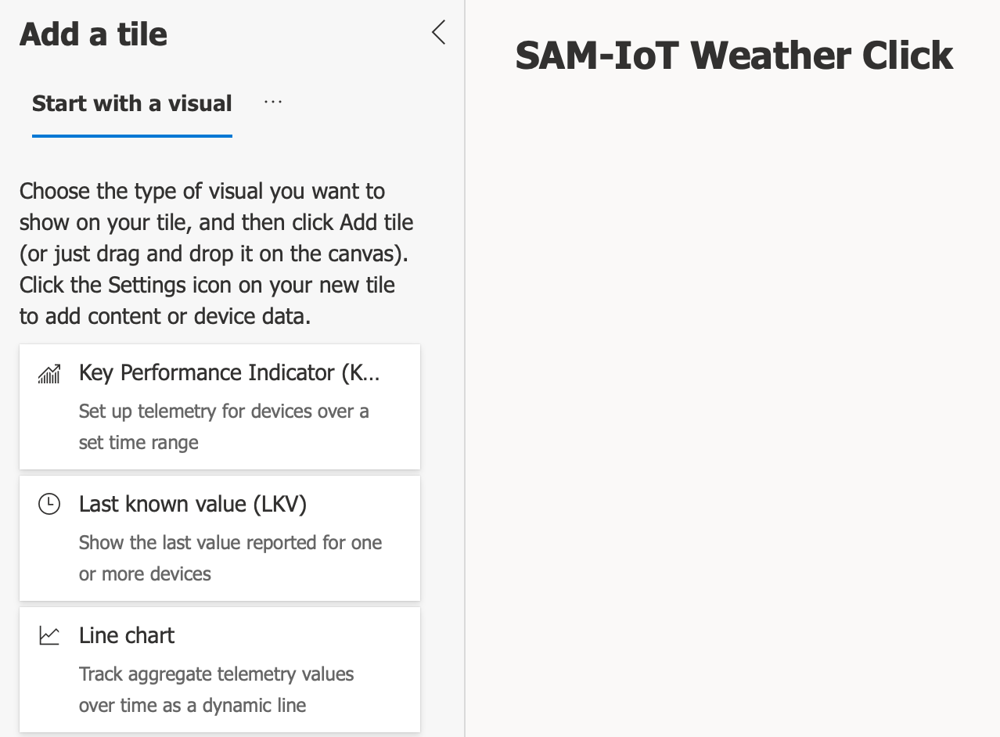 Add a tile
SAM-IoT Weather Click
Start with a visual ...
Choose the type of visual you want to
show on your tile, and then click Add tile
(or just drag and drop it on the canvas).
Click the Settings icon on your new tile
to add content or device data.
Key Performance Indicator (K...
Set up telemetry for devices over a
set time range
Last known value (LKV)
Show the last value reported for one
or more devices
Line chart
Track aggregate telemetry values
over time as a dynamic line